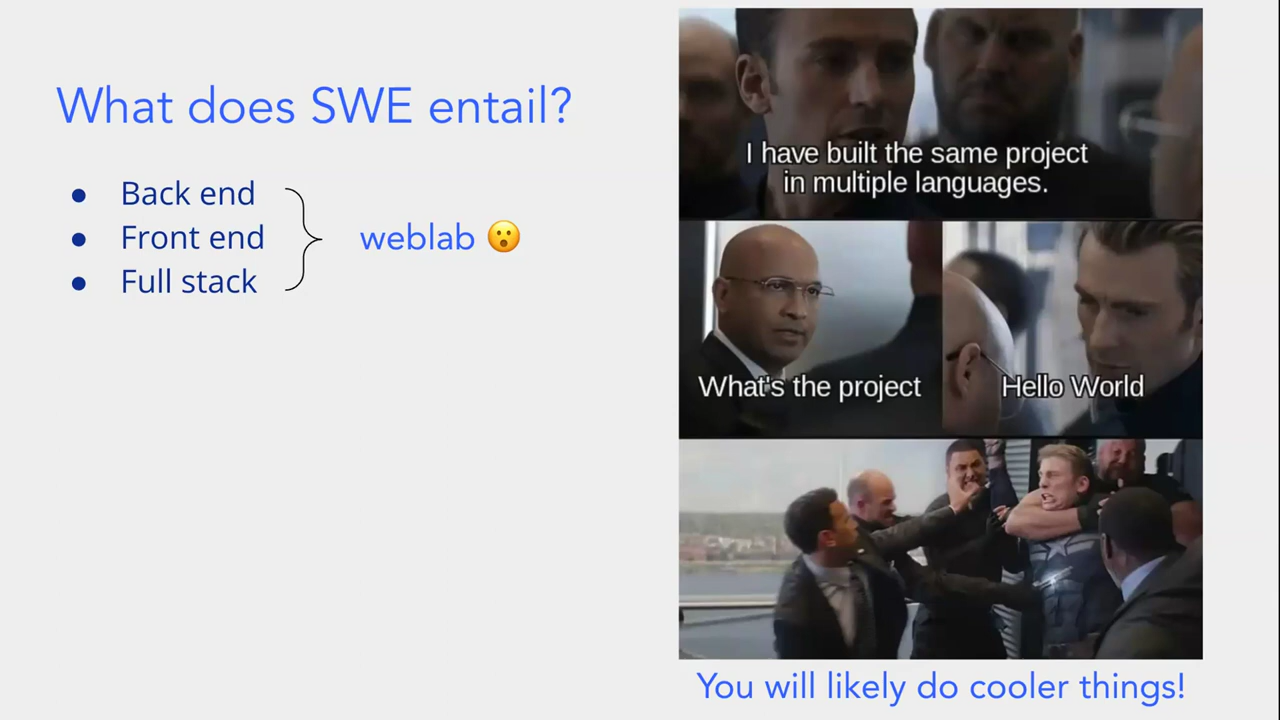 What does SWE entail?
● Back end
● Front end
● Full stack
weblab 😮
I have built the same project
in multiple languages.
What's the project
Hello World
You will likely do cooler things!